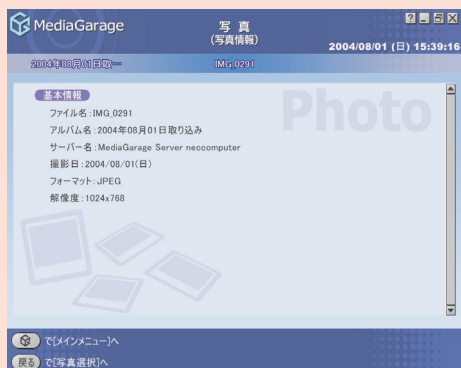 MediaGarage
写 真
(写真情報)
2004/08/01 (日) 15:39:16
2004年08月01日取…
IMG_0291
Photo
基本情報
ファイル名:IMG_0291
アルバム名:2004年08月01日取り込み
サーバー名:MediaGarage Server neccomputer
撮影日:2004/08/01(日)
フォーマット:JPEG
解像度:1024x768
で[メインメニュー]へ
戻る で[写真選択]へ